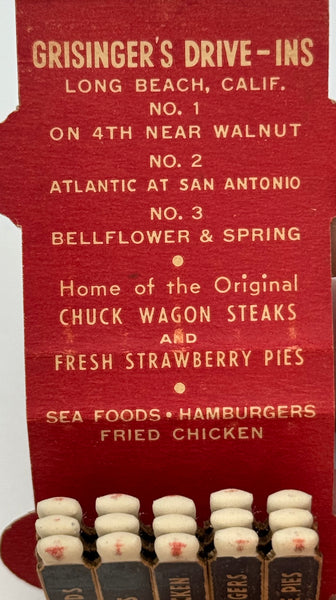 GRISINGER'S DRIVE-INS
LONG BEACH, CALIF.
NO. 1
ON 4TH NEAR WALNUT
NO. 2
ATLANTIC AT SAN ANTONIO
NO. 3
BELLFLOWER & SPRING
•
Home of the Original
CHUCK WAGON STEAKS
AND
FRESH STRAWBERRY PIES
•
SEA FOODS • HAMBURGERS
FRIED CHICKEN